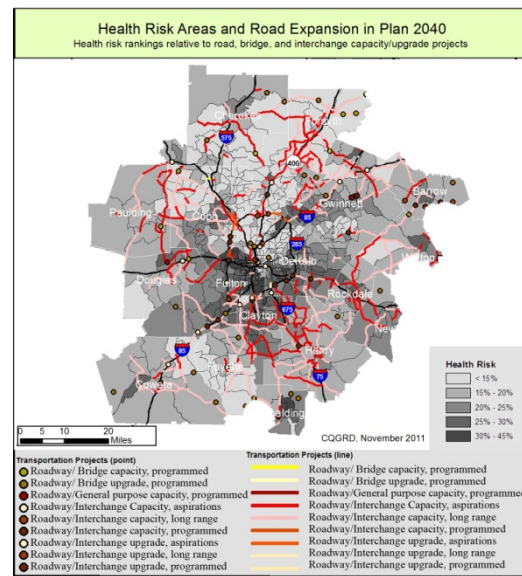 Health Risk Areas and Road Expansion in Plan 2040
Health risk rankings relative to road, bridge, and interchange capacity/upgrade projects
Cherokee
Forsyth
575
400
Barrow
Gwinnett
Paulding
Cobb
85
285
DeKalb
Walton
Douglas
Fulton
Rockdale
Clayton
675
New
Henry
85
Fayette
Coweta
75
Spalding
Health Risk
< 15%
15% - 20%
20% - 25%
25% - 30%
30% - 45%
0 5 10 20
Miles
CQGRD, November 2011
Transportation Projects (point)
Roadway/ Bridge capacity, programmed
Roadway/ Bridge upgrade, programmed
Roadway/General purpose capacity, programmed
Roadway/Interchange Capacity, aspirations
Roadway/Interchange capacity, long range
Roadway/Interchange capacity, programmed
Roadway/Interchange upgrade, aspirations
Roadway/Interchange upgrade, long range
Roadway/Interchange upgrade, programmed
Transportation Projects (line)
Roadway/ Bridge capacity, programmed
Roadway/ Bridge upgrade, programmed
Roadway/General purpose capacity, programmed
Roadway/Interchange Capacity, aspirations
Roadway/Interchange capacity, long range
Roadway/Interchange capacity, programmed
Roadway/Interchange upgrade, aspirations
Roadway/Interchange upgrade, long range
Roadway/Interchange upgrade, programmed